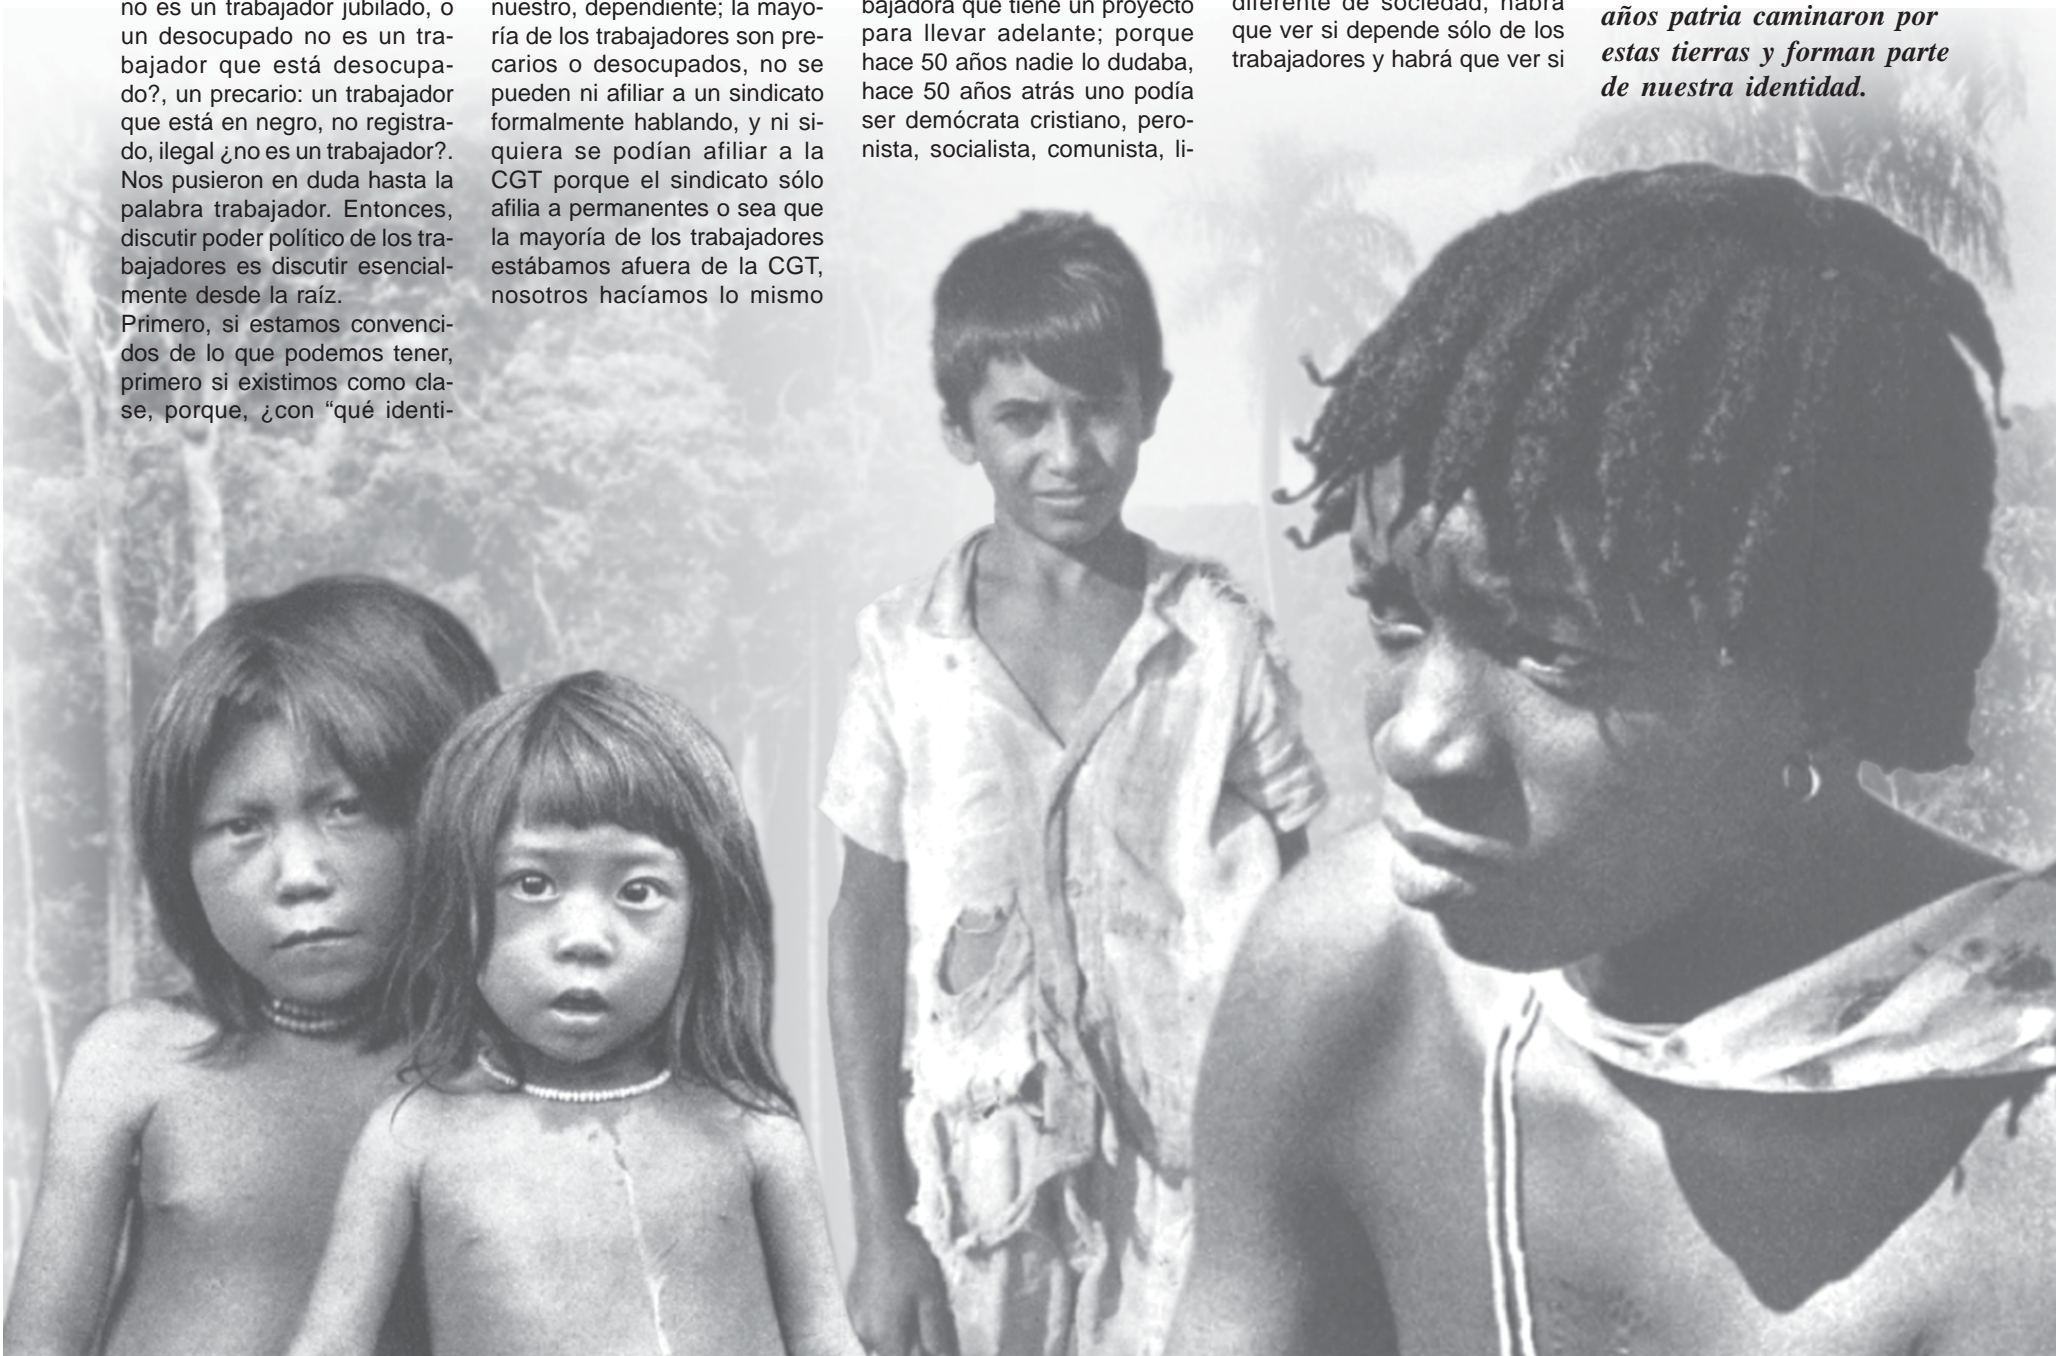 no es un trabajador jubilado, o
un desocupado no es un tra-
bajador que está desocupa-
do?, un precario: un trabajador
que está en negro, no registra-
do, ilegal ¿no es un trabajador?.
Nos pusieron en duda hasta la
palabra trabajador. Entonces,
discutir poder político de los tra-
bajadores es discutir esencial-
mente desde la raíz.
Primero, si estamos convenci-
dos de lo que podemos tener,
primero si existimos como cla-
se, porque, ¿con “qué identi-
nuestro, dependiente; la mayo-
ría de los trabajadores son pre-
carios o desocupados, no se
pueden ni afiliar a un sindicato
formalmente hablando, y ni si-
quiera se podían afiliar a la
CGT porque el sindicato sólo
afilia a permanentes o sea que
la mayoría de los trabajadores
estábamos afuera de la CGT,
nosotros hacíamos lo mismo
bajadora que tiene un proyecto
para llevar adelante; porque
hace 50 años nadie lo dudaba,
hace 50 años atrás uno podía
ser demócrata cristiano, pero-
nista, socialista, comunista, li-
diferente de sociedad, habrá
que ver si depende sólo de los
trabajadores y habrá que ver si
años patria caminaron por
estas tierras y forman parte
de nuestra identidad.